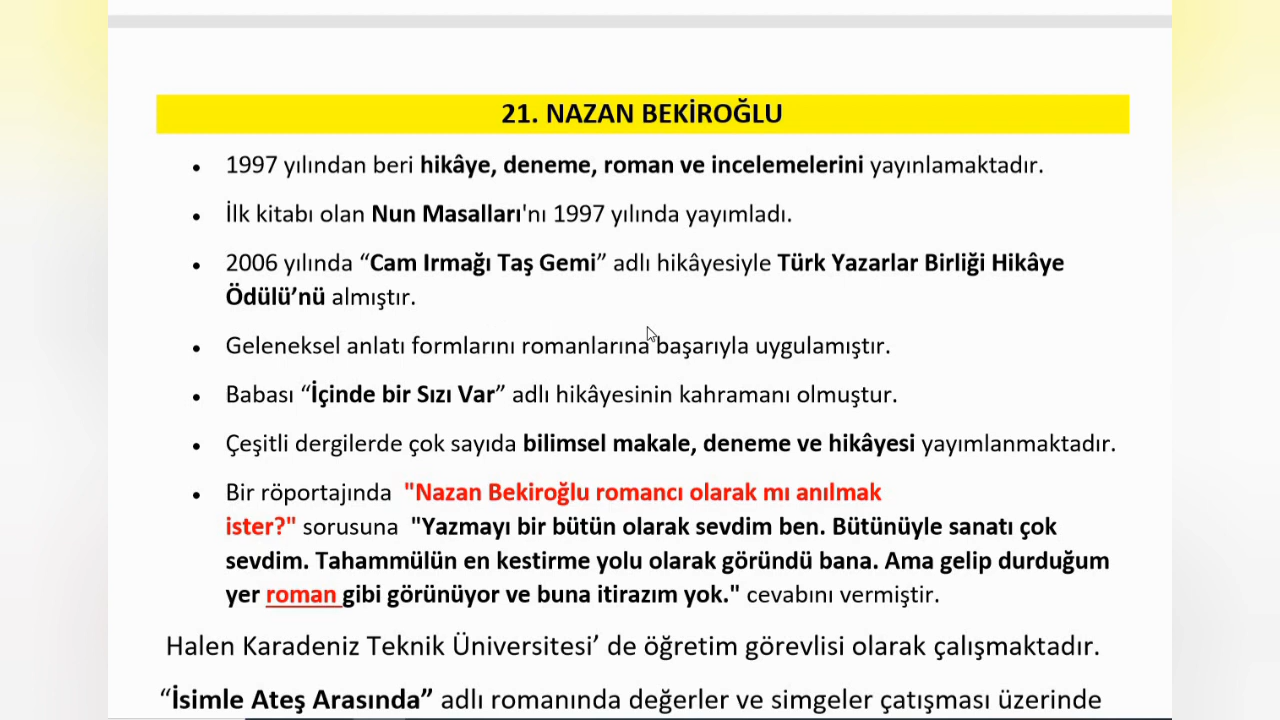 21. NAZAN BEKİROĞLU
• 1997 yılından beri hikâye, deneme, roman ve incelemelerini yayınlamaktadır.
• İlk kitabı olan Nun Masalları'nı 1997 yılında yayımladı.
• 2006 yılında “Cam Irmağı Taş Gemi” adlı hikâyesiyle Türk Yazarlar Birliği Hikâye
Ödülü’nü almıştır.
• Geleneksel anlatı formlarını romanlarına başarıyla uygulamıştır.
• Babası “İçinde bir Sızı Var” adlı hikâyesinin kahramanı olmuştur.
• Çeşitli dergilerde çok sayıda bilimsel makale, deneme ve hikâyesi yayımlanmaktadır.
• Bir röportajında "Nazan Bekiroğlu romancı olarak mı anılmak
ister?" sorusuna "Yazmayı bir bütün olarak sevdim ben. Bütünüyle sanatı çok
sevdim. Tahammülün en kestirme yolu olarak göründü bana. Ama gelip durduğum
yer roman gibi görünüyor ve buna itirazım yok." cevabını vermiştir.
Halen Karadeniz Teknik Üniversitesi’ de öğretim görevlisi olarak çalışmaktadır.
“İsimle Ateş Arasında” adlı romanında değerler ve simgeler çatışması üzerinde